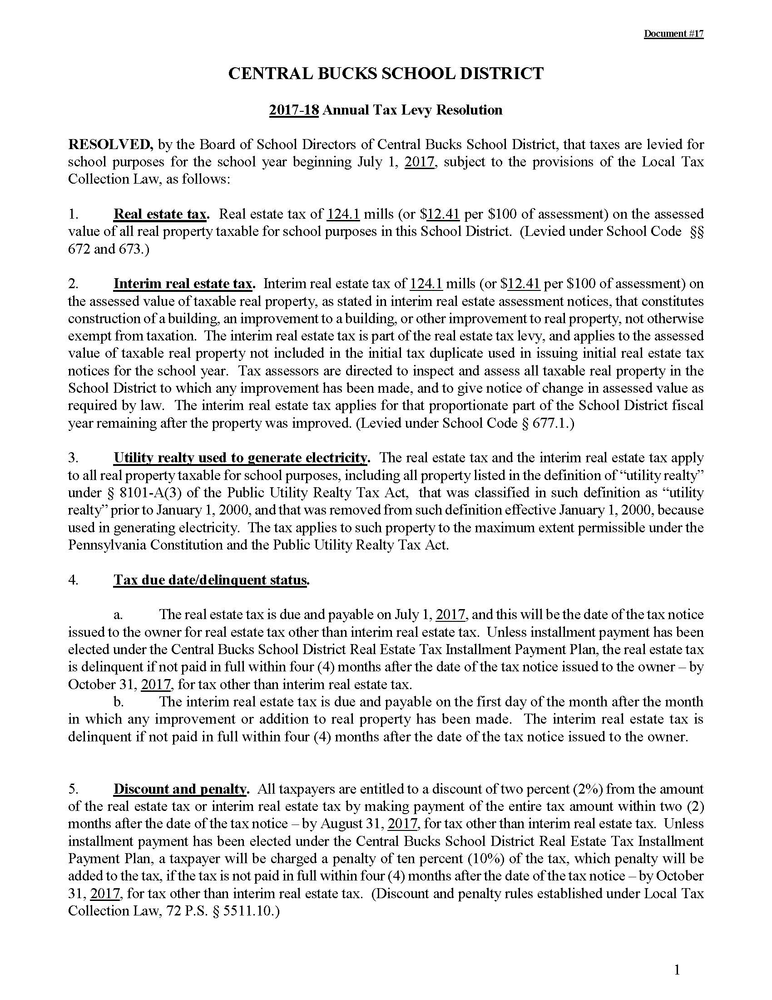 Document #17
CENTRAL BUCKS SCHOOL DISTRICT
2017-18 Annual Tax Levy Resolution
RESOLVED, by the Board of School Directors of Central Bucks School District, that taxes are levied for
school purposes for the school year beginning July 1, 2017, subject to the provisions of the Local Tax
Collection Law, as follows:
1. Real estate tax. Real estate tax of 124.1 mills (or $12.41 per $100 of assessment) on the assessed
value of all real property taxable for school purposes in this School District. (Levied under School Code §§
672 and 673.)
2. Interim real estate tax. Interim real estate tax of 124.1 mills (or $12.41 per $100 of assessment) on
the assessed value of taxable real property, as stated in interim real estate assessment notices, that constitutes
construction of a building, an improvement to a building, or other improvement to real property, not otherwise
exempt from taxation. The interim real estate tax is part of the real estate tax levy, and applies to the assessed
value of taxable real property not included in the initial tax duplicate used in issuing initial real estate tax
notices for the school year. Tax assessors are directed to inspect and assess all taxable real property in the
School District to which any improvement has been made, and to give notice of change in assessed value as
required by law. The interim real estate tax applies for that proportionate part of the School District fiscal
year remaining after the property was improved. (Levied under School Code § 677.1.)
3. Utility realty used to generate electricity. The real estate tax and the interim real estate tax apply
to all real property taxable for school purposes, including all property listed in the definition of “utility realty”
under § 8101-A(3) of the Public Utility Realty Tax Act, that was classified in such definition as “utility
realty” prior to January 1, 2000, and that was removed from such definition effective January 1, 2000, because
used in generating electricity. The tax applies to such property to the maximum extent permissible under the
Pennsylvania Constitution and the Public Utility Realty Tax Act.
4. Tax due date/delinquent status.
a. The real estate tax is due and payable on July 1, 2017, and this will be the date of the tax notice
issued to the owner for real estate tax other than interim real estate tax. Unless installment payment has been
elected under the Central Bucks School District Real Estate Tax Installment Payment Plan, the real estate tax
is delinquent if not paid in full within four (4) months after the date of the tax notice issued to the owner – by
October 31, 2017, for tax other than interim real estate tax.
b. The interim real estate tax is due and payable on the first day of the month after the month
in which any improvement or addition to real property has been made. The interim real estate tax is
delinquent if not paid in full within four (4) months after the date of the tax notice issued to the owner.
5. Discount and penalty. All taxpayers are entitled to a discount of two percent (2%) from the amount
of the real estate tax or interim real estate tax by making payment of the entire tax amount within two (2)
months after the date of the tax notice – by August 31, 2017, for tax other than interim real estate tax. Unless
installment payment has been elected under the Central Bucks School District Real Estate Tax Installment
Payment Plan, a taxpayer will be charged a penalty of ten percent (10%) of the tax, which penalty will be
added to the tax, if the tax is not paid in full within four (4) months after the date of the tax notice – by October
31, 2017, for tax other than interim real estate tax. (Discount and penalty rules established under Local Tax
Collection Law, 72 P.S. § 5511.10.)
1